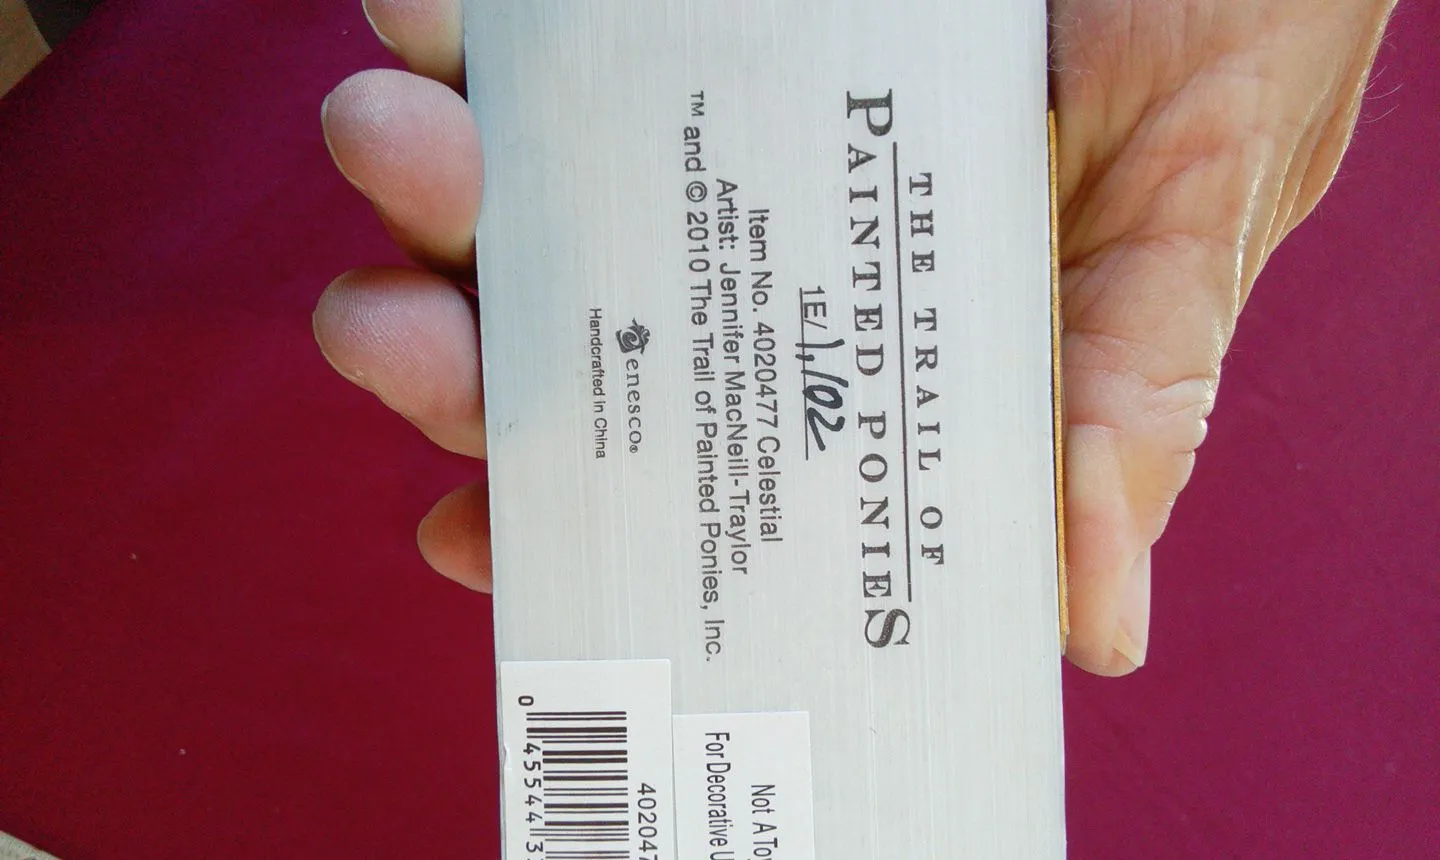 THE TRAIL OF
PAINTED PONIES
1E/1,102
Item No. 4020477 Celestial
Artist: Jennifer MacNeill-Traylor
™ and © 2010 The Trail of Painted Ponies, Inc.
enesco®
Handcrafted in China
Not A
For Decorative
402047
0 45544 3